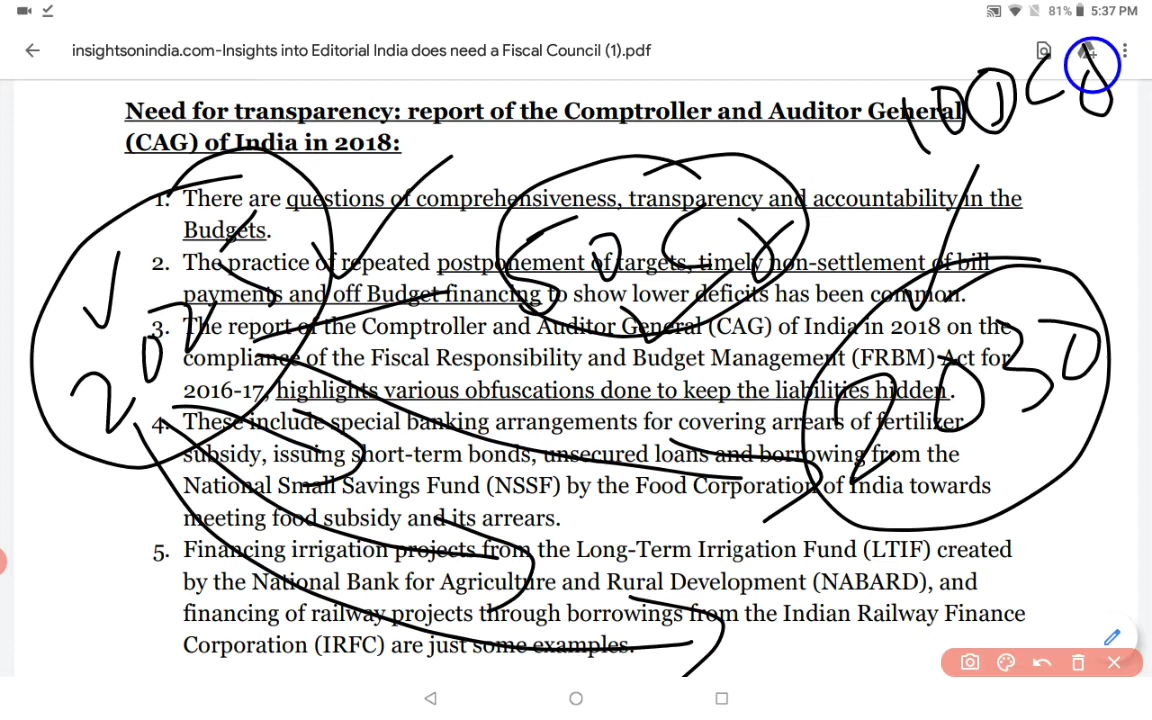 81% 5:37 PM
insightsonindia.com-Insights into Editorial India does need a Fiscal Council (1).pdf
Need for transparency: report of the Comptroller and Auditor General
(CAG) of India in 2018:
1. There are questions of comprehensiveness, transparency and accountability in the
Budgets.
2. The practice of repeated postponement of targets, timely non-settlement of bill
payments and off Budget financing to show lower deficits has been common.
3. The report of the Comptroller and Auditor General (CAG) of India in 2018 on the
compliance of the Fiscal Responsibility and Budget Management (FRBM) Act for
2016-17, highlights various obfuscations done to keep the liabilities hidden.
4. These include special banking arrangements for covering arrears of fertilizer
subsidy, issuing short-term bonds, unsecured loans and borrowing from the
National Small Savings Fund (NSSF) by the Food Corporation of India towards
meeting food subsidy and its arrears.
5. Financing irrigation projects from the Long-Term Irrigation Fund (LTIF) created
by the National Bank for Agriculture and Rural Development (NABARD), and
financing of railway projects through borrowings from the Indian Railway Finance
Corporation (IRFC) are just some examples.
2030